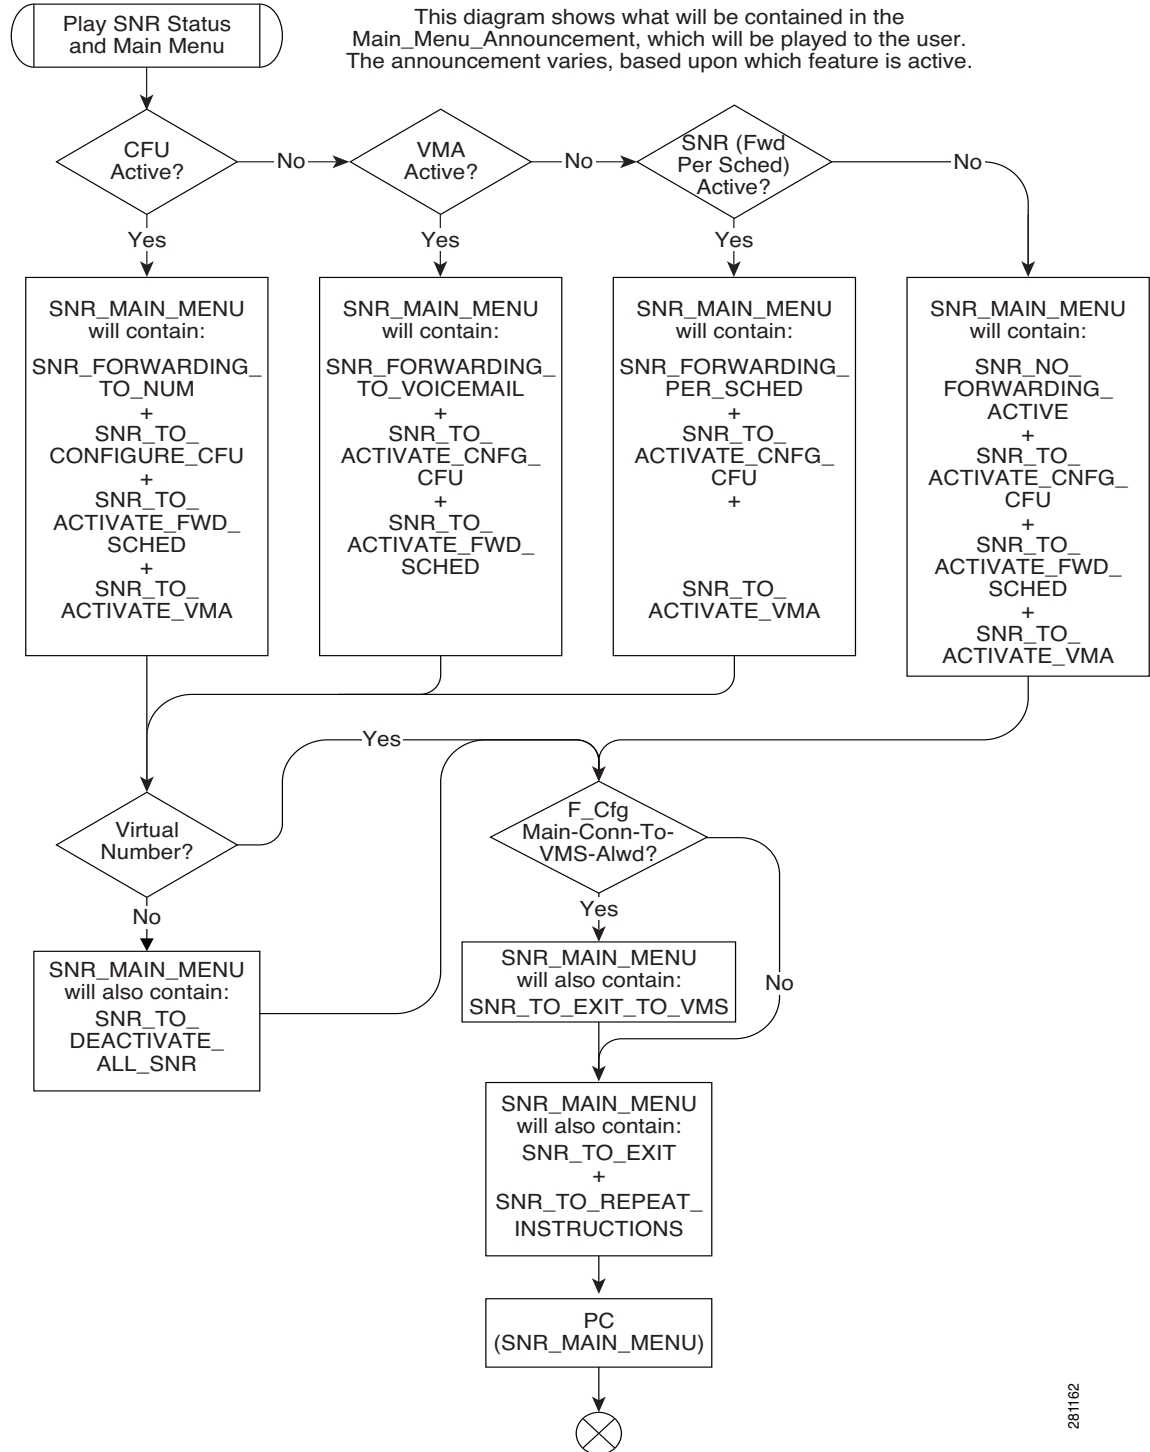 Play SNR Status
and Main Menu
This diagram shows what will be contained in the
Main_Menu_Announcement, which will be played to the user.
The announcement varies, based upon which feature is active.
CFU
Active?
No
VMA
Active?
No
SNR (Fwd
Per Sched)
Active?
No
Yes
Yes
Yes
SNR_MAIN_MENU
will contain:
SNR_FORWARDING_
TO_NUM
+
SNR_TO_
CONFIGURE_CFU
+
SNR_TO_
ACTIVATE_FWD_
SCHED
+
SNR_TO_
ACTIVATE_VMA
SNR_MAIN_MENU
will contain:
SNR_FORWARDING_
TO_VOICEMAIL
+
SNR_TO_
ACTIVATE_CNFG_
CFU
+
SNR_TO_
ACTIVATE_FWD_
SCHED
SNR_MAIN_MENU
will contain:
SNR_FORWARDING_
PER_SCHED
+
SNR_TO_
ACTIVATE_CNFG_
CFU
+
SNR_TO_
ACTIVATE_VMA
SNR_MAIN_MENU
will contain:
SNR_NO_
FORWARDING_
ACTIVE
+
SNR_TO_
ACTIVATE_CNFG_
CFU
+
SNR_TO_
ACTIVATE_FWD_
SCHED
+
SNR_TO_
ACTIVATE_VMA
Virtual
Number?
Yes
No
SNR_MAIN_MENU
will also contain:
SNR_TO_
DEACTIVATE_
ALL_SNR
F_Cfg
Main-Conn-To-
VMS-Alwd?
Yes
No
SNR_MAIN_MENU
will also contain:
SNR_TO_EXIT_TO_VMS
SNR_MAIN_MENU
will also contain:
SNR_TO_EXIT
+
SNR_TO_REPEAT_
INSTRUCTIONS
PC
(SNR_MAIN_MENU)
281162